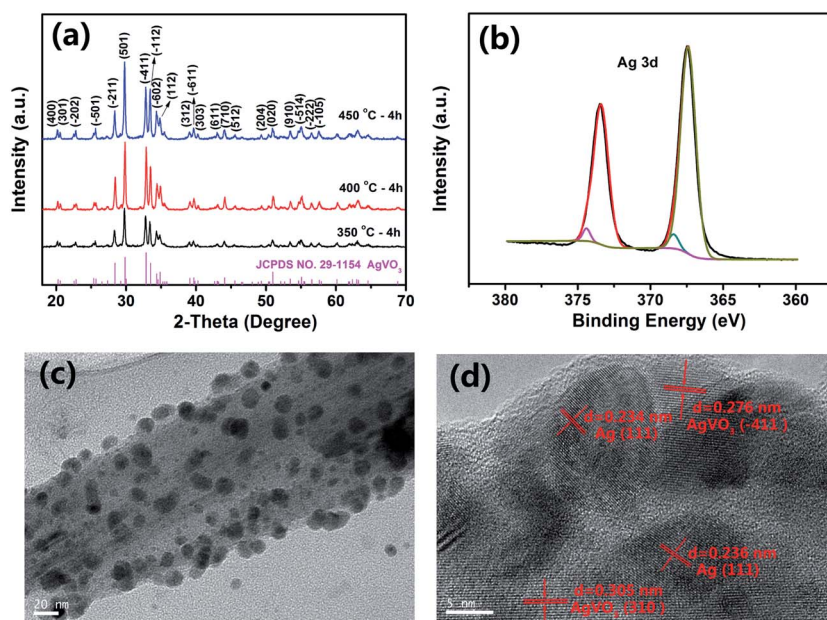 (a)
Intensity (a.u.)
(400)
(301)
(-202)
(-501)
(-211)
(501)
(-411)
(-112)
(-602)
(112)
(312)
(-611)
(303)
(611)
(710)
(512)
(204)
(020)
(910)
(-514)
(-222)
(-105)
450 °C - 4h
400 °C - 4h
350 °C - 4h
JCPDS NO. 29-1154 AgVO₃
20 30 40 50 60 70
2-Theta (Degree)
(b)
Ag 3d
Intensity (a.u.)
380 375 370 365 360
Binding Energy (eV)
(c)
20 nm
(d)
d=0.234 nm
Ag (111)
d=0.276 nm
AgVO₃ (-411)
d=0.236 nm
Ag (111)
AgVO₃ (310)
5 nm